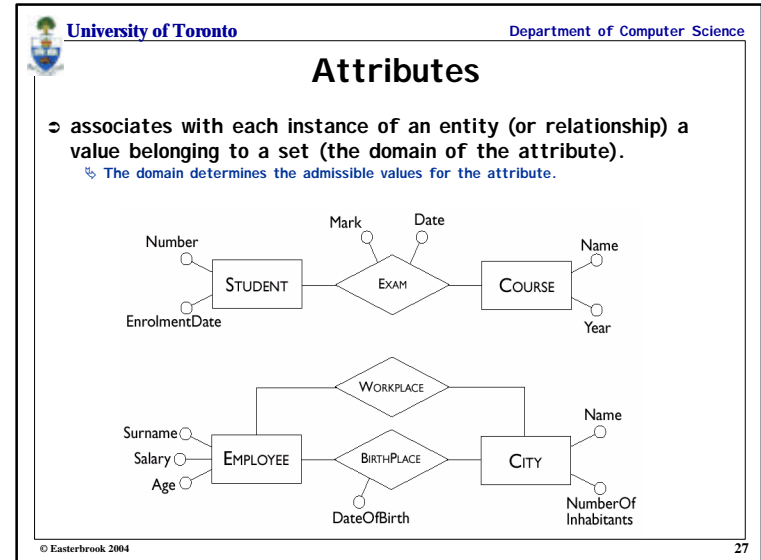 University of Toronto
Department of Computer Science
Attributes
➲ associates with each instance of an entity (or relationship) a
value belonging to a set (the domain of the attribute).
✎ The domain determines the admissible values for the attribute.
Mark
Date
Number
Name
STUDENT
EXAM
COURSE
EnrolmentDate
Year
WORKPLACE
Name
Surname
Salary
EMPLOYEE
BIRTHPLACE
CITY
Age
DateOfBirth
NumberOf
Inhabitants
© Easterbrook 2004
27